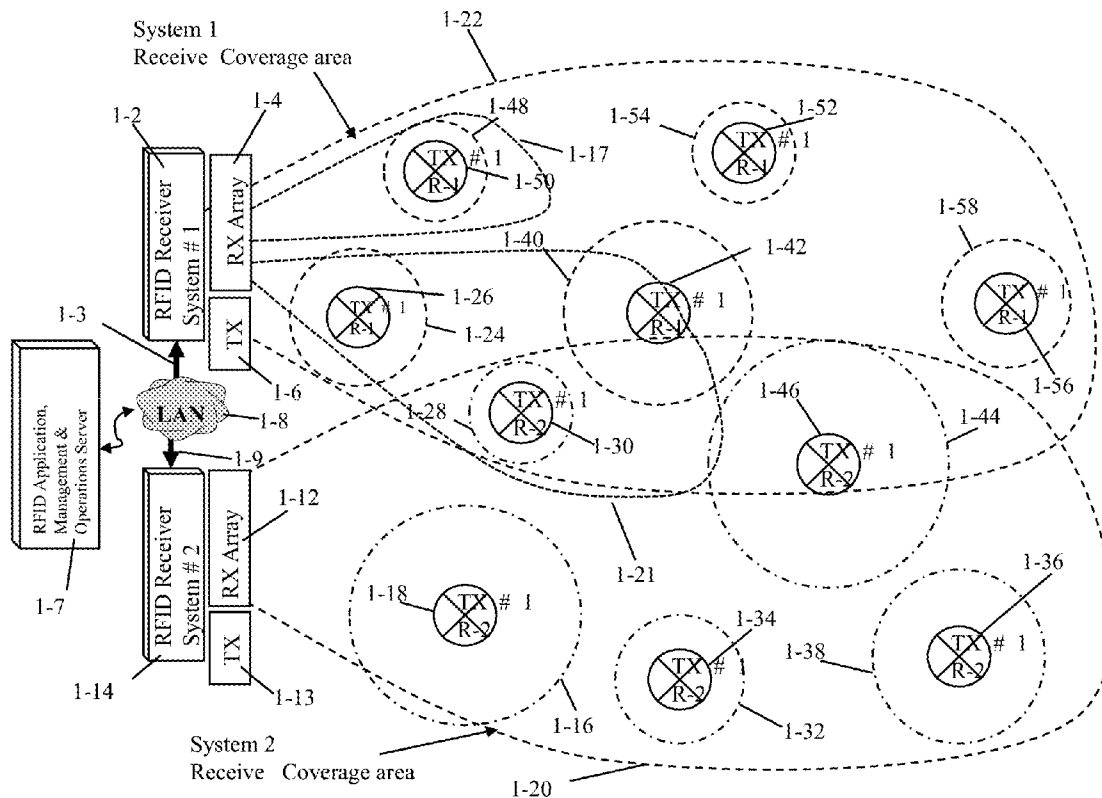 System 1
Receive Coverage area
1-22
1-2
1-4
1-48
1-54
1-52
TX # 1
R-1
1-17
1-50
TX # 1
R-1
RFID Receiver
System # 1
RX Array
1-40
1-42
1-58
1-26
TX # 1
R-1
TX # 1
R-1
TX # 1
R-1
1-3
1-24
TX
1-6
1-56
LAN
1-8
1-28
TX # 1
R-2
1-30
1-46
1-44
TX # 1
R-2
RFID Application,
Management &
Operations Server
1-9
1-7
1-12
RFID Receiver
System # 2
RX Array
1-21
1-36
1-18
TX # 1
R-2
1-34
TX # 1
R-2
TX #
R-2
1-38
TX
1-14
1-13
1-16
1-32
System 2
Receive Coverage area
1-20